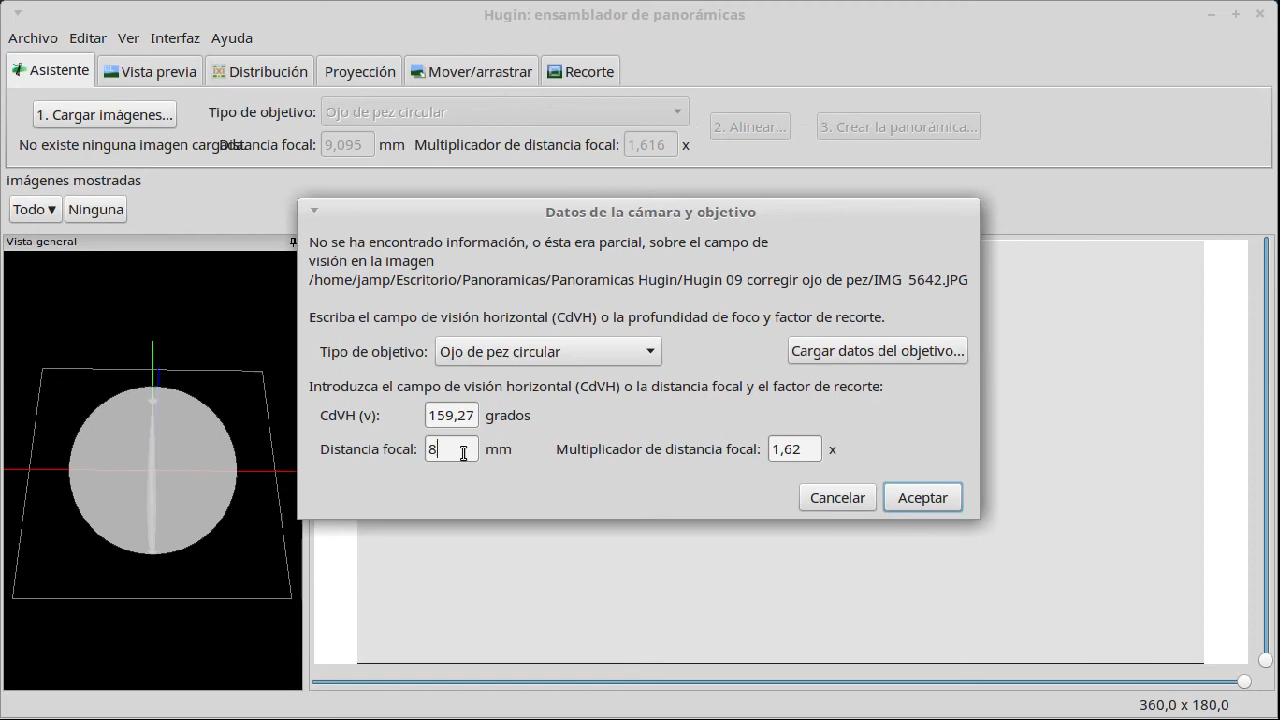 Hugin: ensamblador de panorámicas
Archivo Editar Ver Interfaz Ayuda
Asistente Vista previa Distribución Proyección Mover/arrastrar Recorte
1. Cargar imágenes... Tipo de objetivo: Ojo de pez circular 2. Alinear... 3. Crear la panorámica...
No existe ninguna imagen cargada. Distancia focal: 9,095 mm Multiplicador de distancia focal: 1,616 x
Imágenes mostradas
Todo Ninguna
Vista general
Datos de la cámara y objetivo
No se ha encontrado información, o ésta era parcial, sobre el campo de
visión en la imagen
/home/jamp/Escritorio/Panoramicas/Panoramicas Hugin/Hugin 09 corregir ojo de pez/IMG_5642.JPG
Escriba el campo de visión horizontal (CdVH) o la profundidad de foco y factor de recorte.
Tipo de objetivo: Ojo de pez circular Cargar datos del objetivo...
Introduzca el campo de visión horizontal (CdVH) o la distancia focal y el factor de recorte:
CdVH (v): 159,27 grados
Distancia focal: 8 mm Multiplicador de distancia focal: 1,62 x
Cancelar Aceptar
360,0 x 180,0